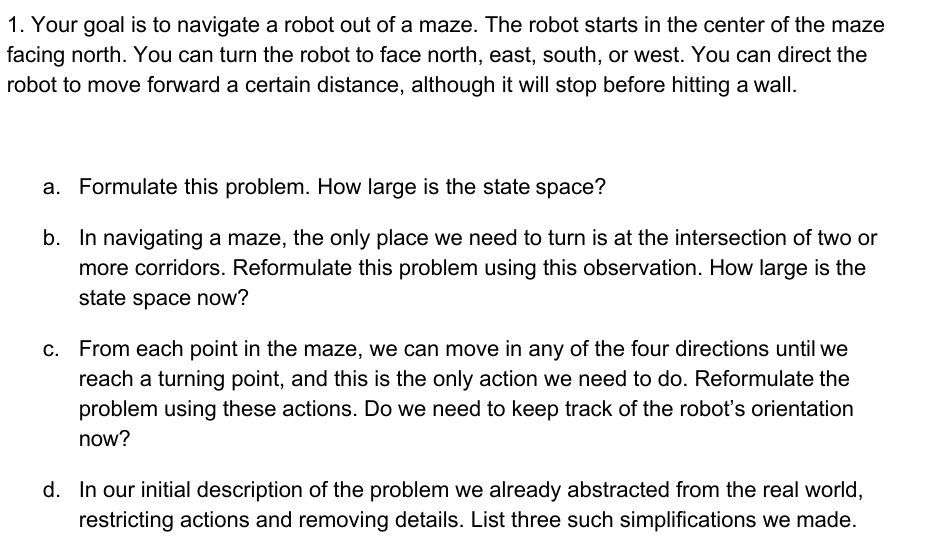 1. Your goal is to navigate a robot out of a maze. The robot starts in the center of the maze
facing north. You can turn the robot to face north, east, south, or west. You can direct the
robot to move forward a certain distance, although it will stop before hitting a wall.
a. Formulate this problem. How large is the state space?
b. In navigating a maze, the only place we need to turn is at the intersection of two or
more corridors. Reformulate this problem using this observation. How large is the
state space now?
c. From each point in the maze, we can move in any of the four directions until we
reach a turning point, and this is the only action we need to do. Reformulate the
problem using these actions. Do we need to keep track of the robot’s orientation
now?
d. In our initial description of the problem we already abstracted from the real world,
restricting actions and removing details. List three such simplifications we made.